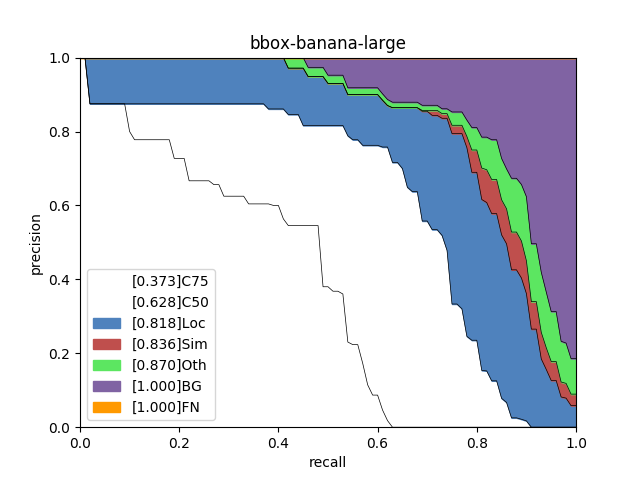 bbox-banana-large
precision
1.0
0.8
0.6
0.4
0.2
0.0
[0.373]C75
[0.628]C50
[0.818]Loc
[0.836]Sim
[0.870]Oth
[1.000]BG
[1.000]FN
0.0 0.2 0.4 0.6 0.8 1.0
recall